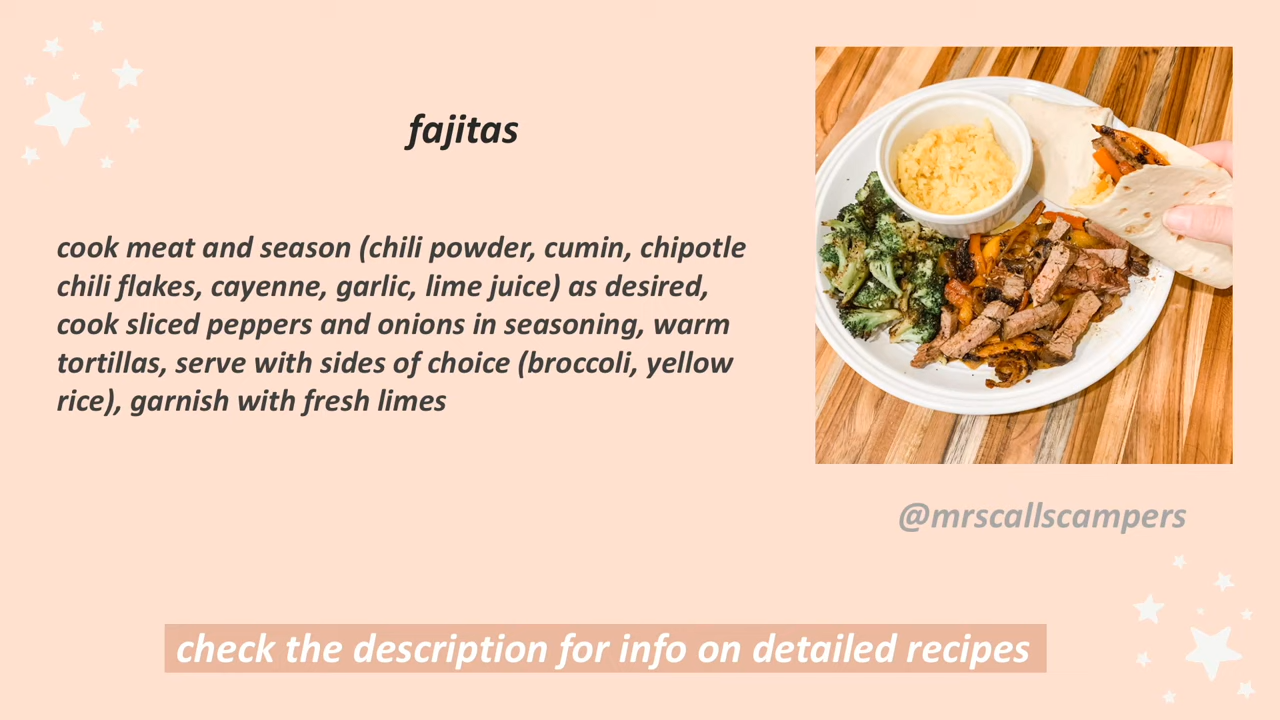 fajitas
cook meat and season (chili powder, cumin, chipotle
chili flakes, cayenne, garlic, lime juice) as desired,
cook sliced peppers and onions in seasoning, warm
tortillas, serve with sides of choice (broccoli, yellow
rice), garnish with fresh limes
@mrscallscampers
check the description for info on detailed recipes